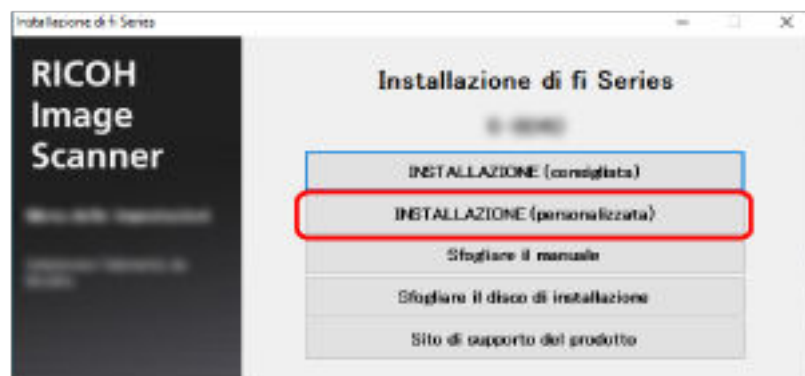 Installazione di fi Series
RICOH
Image
Scanner
Installazione di fi Series
INSTALLAZIONE (consigliata)
INSTALLAZIONE (personalizzata)
Sfogliare il manuale
Sfogliare il disco di installazione
Sito di supporto del prodotto